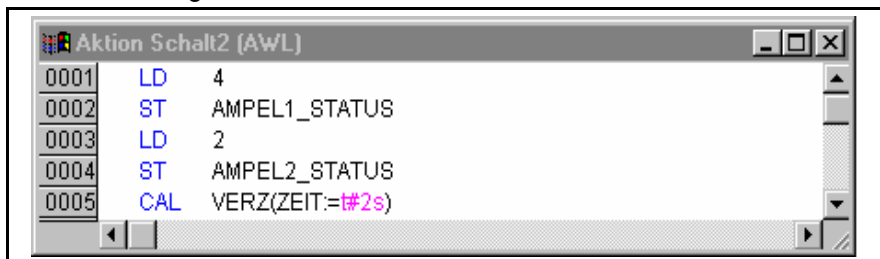 Aktion Schalt2 (AWL)
0001 LD 4
0002 ST AMPEL1_STATUS
0003 LD 2
0004 ST AMPEL2_STATUS
0005 CAL VERZ(ZEIT:=t#2s)